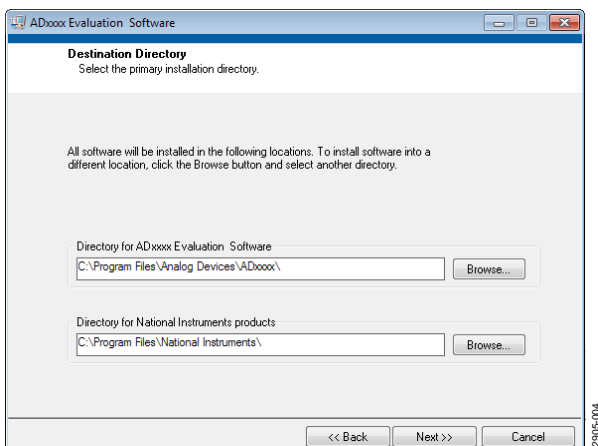 ADxxxx Evaluation Software
Destination Directory
Select the primary installation directory.
All software will be installed in the following locations. To install software into a
different location, click the Browse button and select another directory.
Directory for ADxxxx Evaluation Software
C:\Program Files\Analog Devices\ADxxxx\
Browse...
Directory for National Instruments products
C:\Program Files\National Instruments\
Browse...
<< Back
Next >>
Cancel